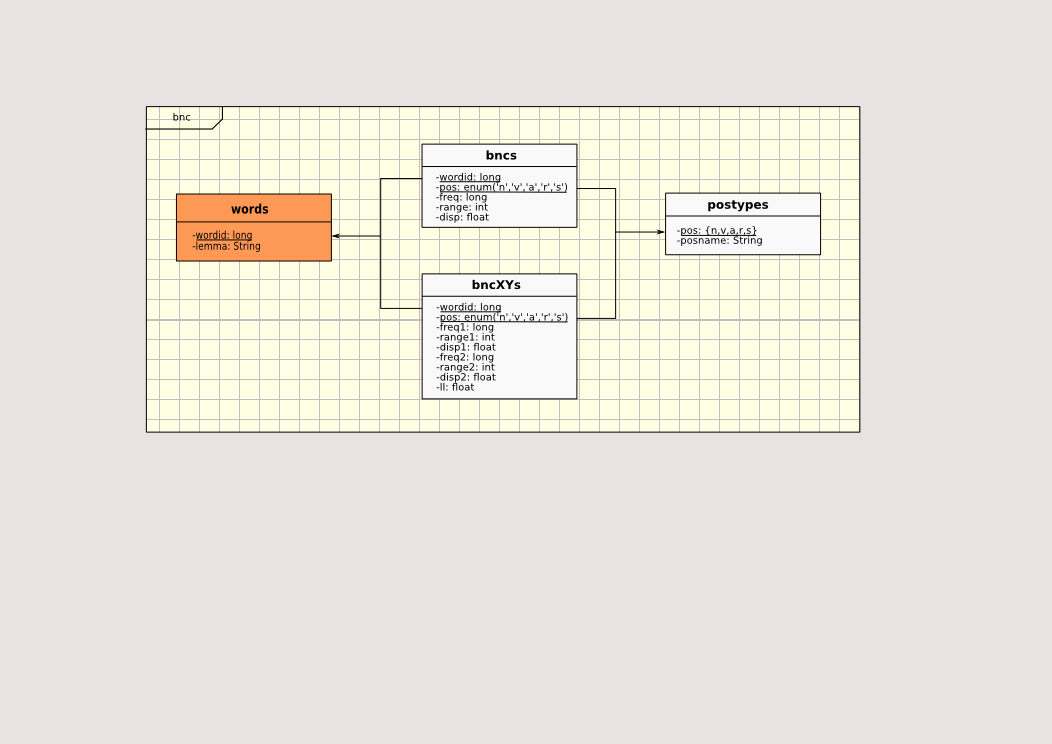 bnc
words
-wordid: long
-lemma: String
bncs
-wordid: long
-pos: enum('n','v','a','r','s')
-freq: long
-range: int
-disp: float
bncXYs
-wordid: long
-pos: enum('n','v','a','r','s')
-freq1: long
-range1: int
-disp1: float
-freq2: long
-range2: int
-disp2: float
-ll: float
postypes
-pos: {n,v,a,r,s}
-posname: String